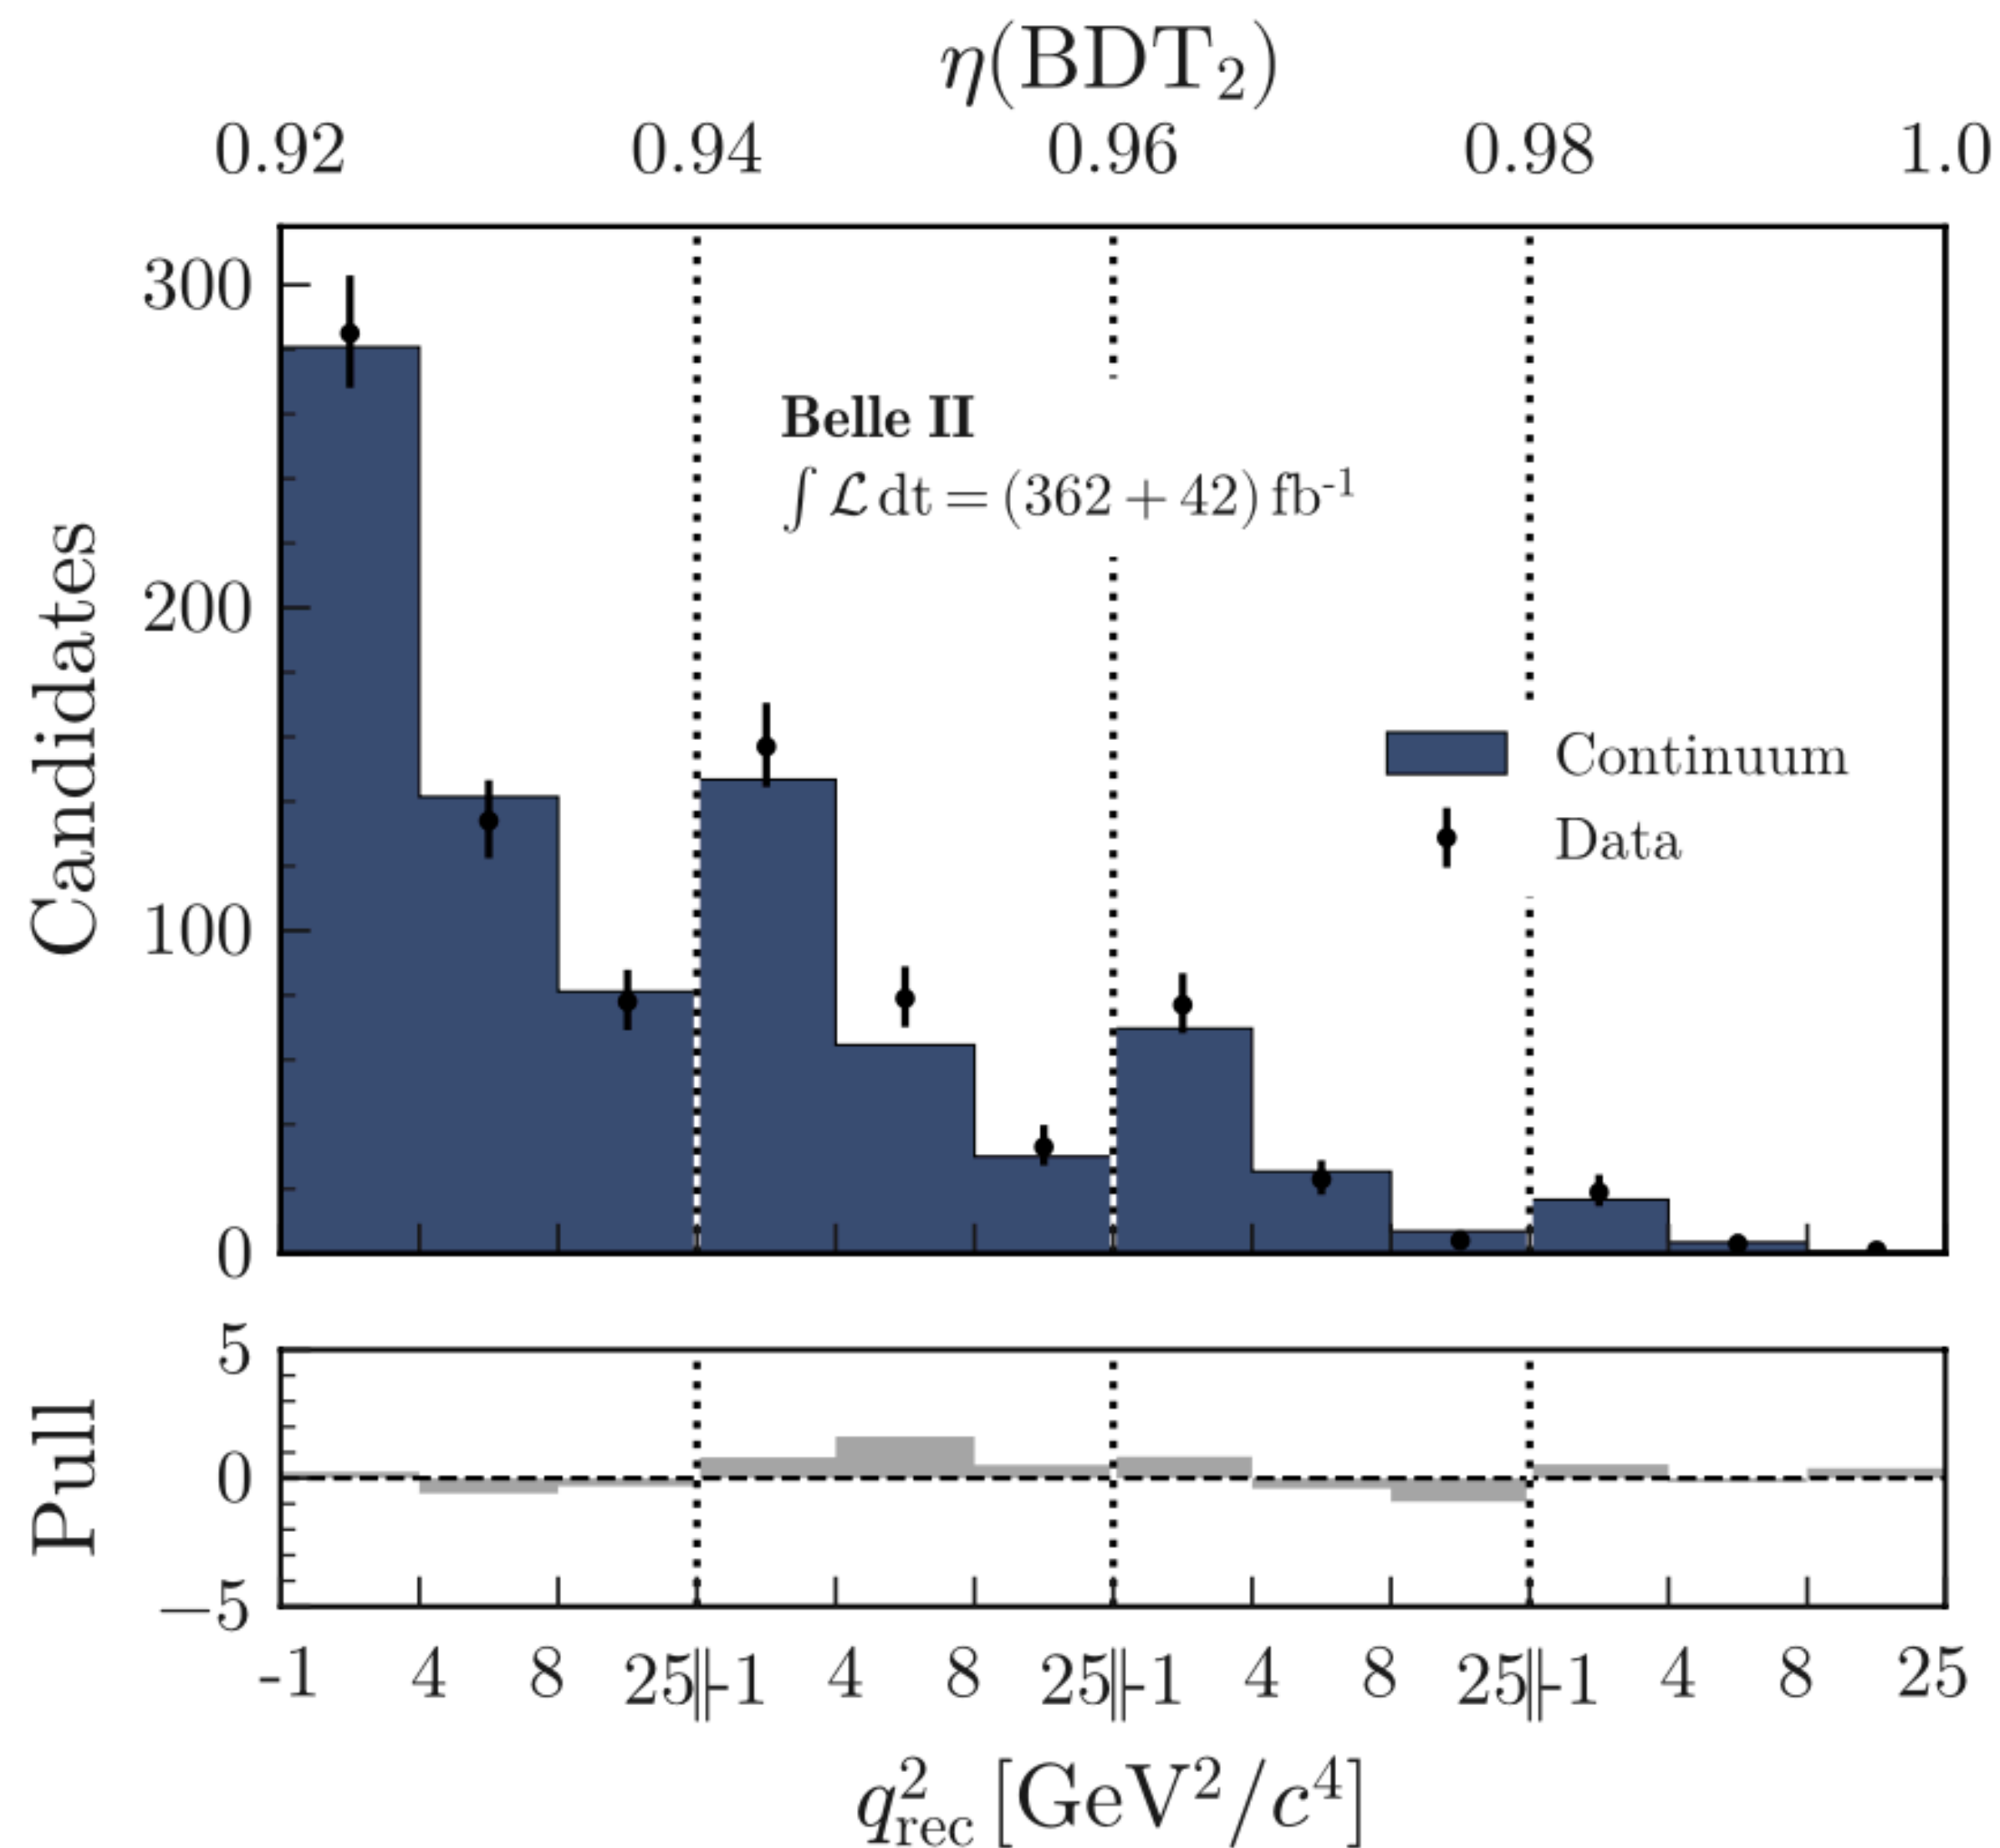 η(BDT₂)
0.92 0.94 0.96 0.98 1.0
Candidates
300
200
100
0
Belle II
∫ ℒ dt = (362 + 42) fb⁻¹
Continuum
Data
Pull
5
0
−5
-1 4 8 25||-1 4 8 25||-1 4 8 25||-1 4 8 25
q²rec [GeV²/c⁴]